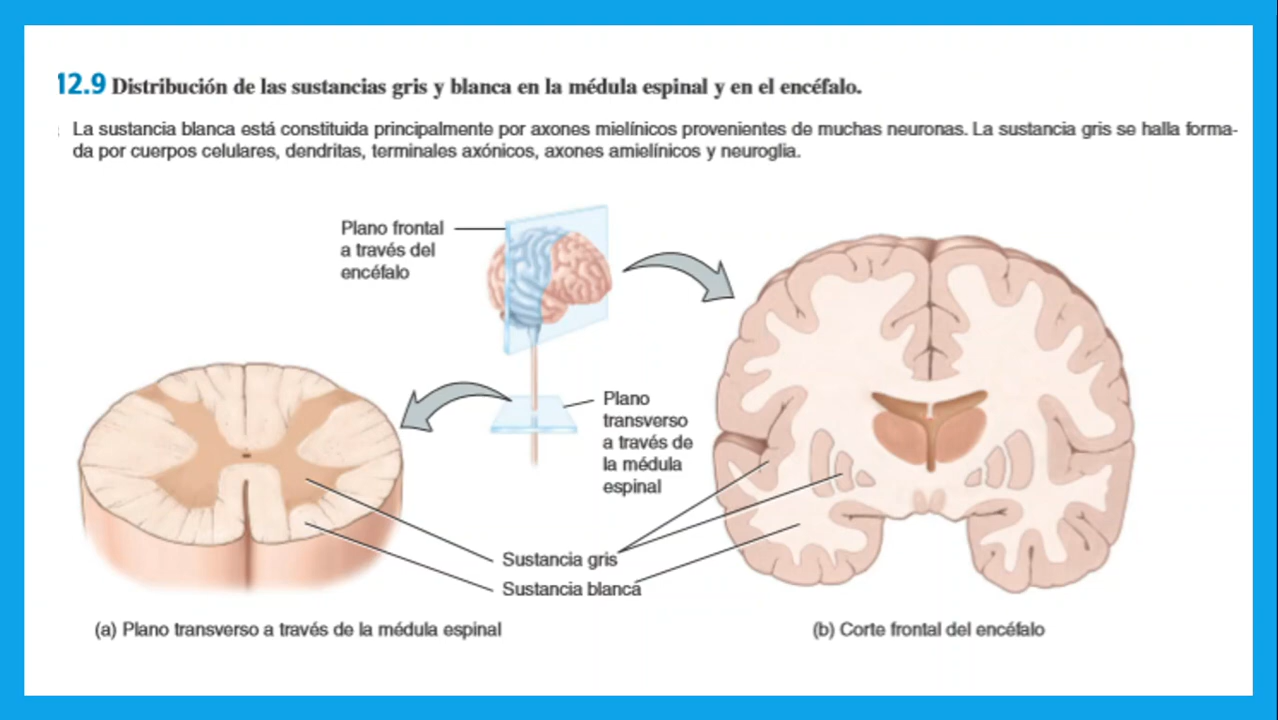 12.9 Distribución de las sustancias gris y blanca en la médula espinal y en el encéfalo.
La sustancia blanca está constituida principalmente por axones mielínicos provenientes de muchas neuronas. La sustancia gris se halla forma-
da por cuerpos celulares, dendritas, terminales axónicos, axones amielínicos y neuroglia.
Plano frontal
a través del
encéfalo
Plano
transverso
a través de
la médula
espinal
Sustancia gris
Sustancia blanca
(a) Plano transverso a través de la médula espinal
(b) Corte frontal del encéfalo